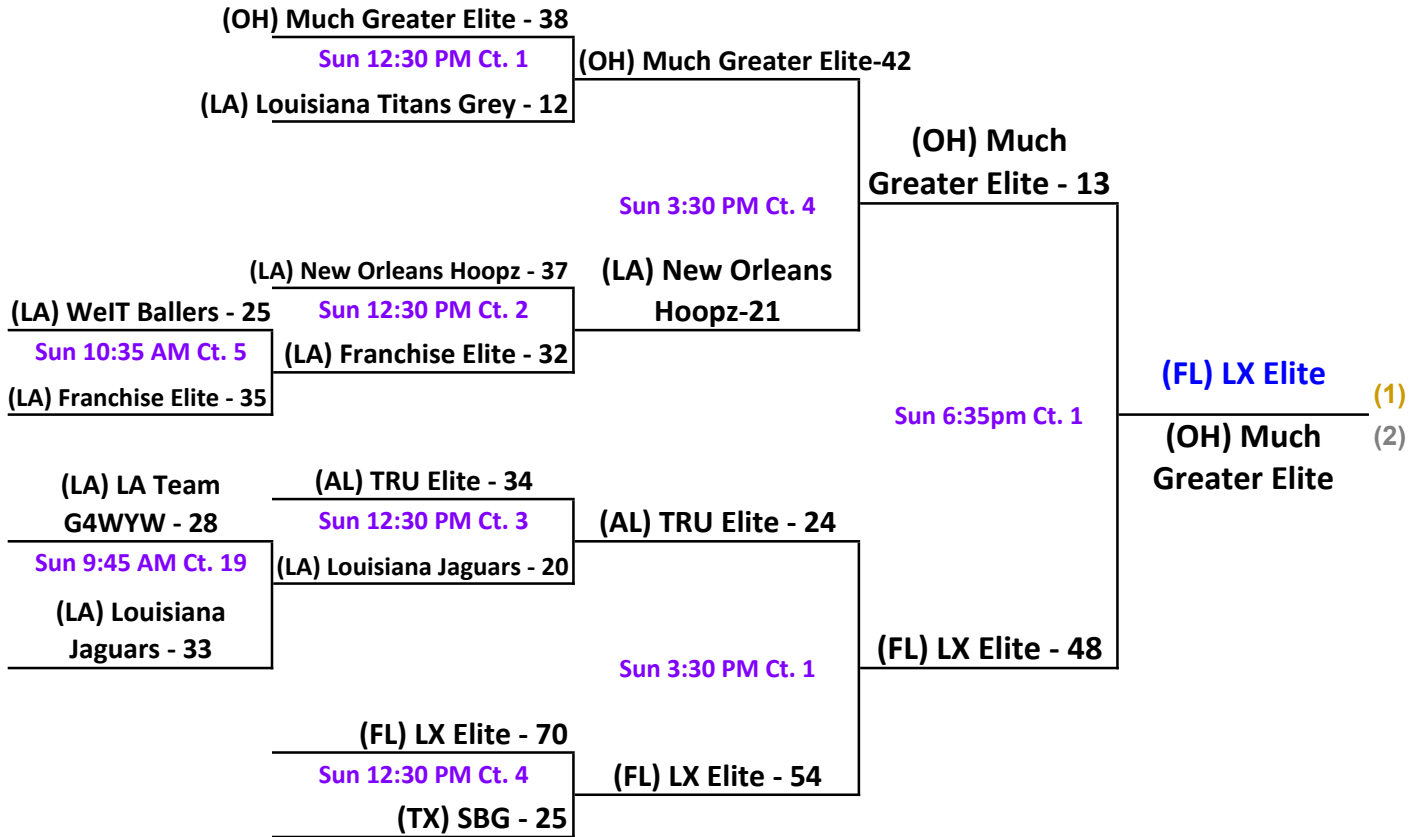 (OH) Much Greater Elite - 38
Sun 12:30 PM Ct. 1
(OH) Much Greater Elite-42
(LA) Louisiana Titans Grey - 12
(OH) Much
Greater Elite - 13
Sun 3:30 PM Ct. 4
(LA) New Orleans Hoopz - 37
(LA) New Orleans
Hoopz-21
(LA) WeIT Ballers - 25
Sun 12:30 PM Ct. 2
Sun 10:35 AM Ct. 5
(LA) Franchise Elite - 32
(LA) Franchise Elite - 35
(FL) LX Elite
(1)
Sun 6:35pm Ct. 1
(OH) Much
Greater Elite
(2)
(LA) LA Team
G4WYW - 28
(AL) TRU Elite - 34
Sun 12:30 PM Ct. 3
(AL) TRU Elite - 24
Sun 9:45 AM Ct. 19
(LA) Louisiana Jaguars - 20
(LA) Louisiana
Jaguars - 33
(FL) LX Elite - 48
Sun 3:30 PM Ct. 1
(FL) LX Elite - 70
Sun 12:30 PM Ct. 4
(FL) LX Elite - 54
(TX) SBG - 25